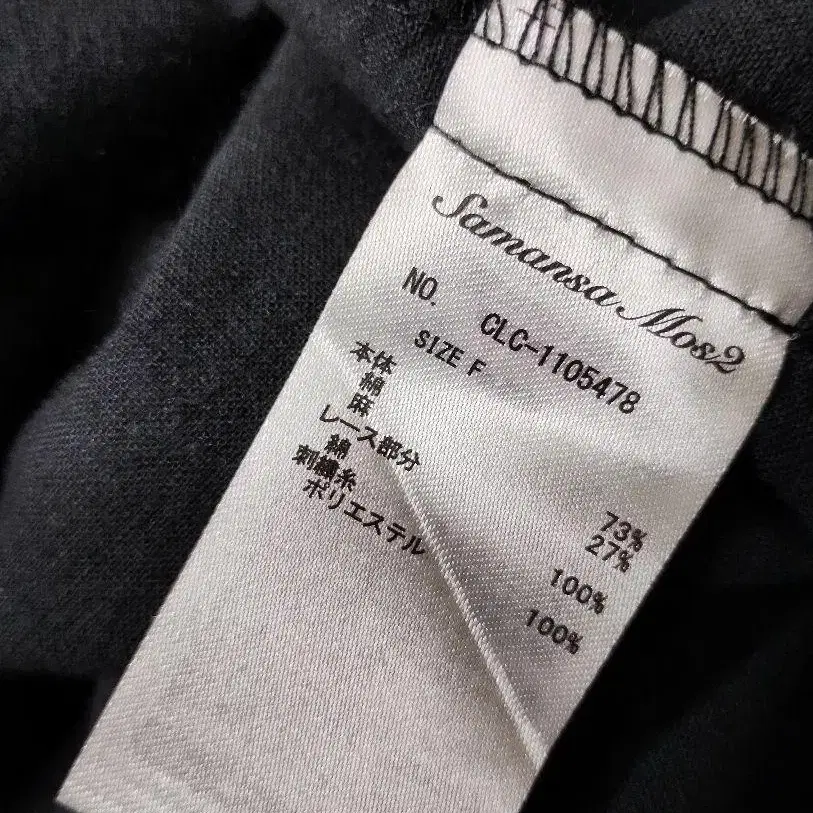 Samansa Mos2
NO. CLC-1105478
SIZE F
本体
綿 73%
麻 27%
レース部分
綿 100%
刺繍糸
ポリエステル 100%